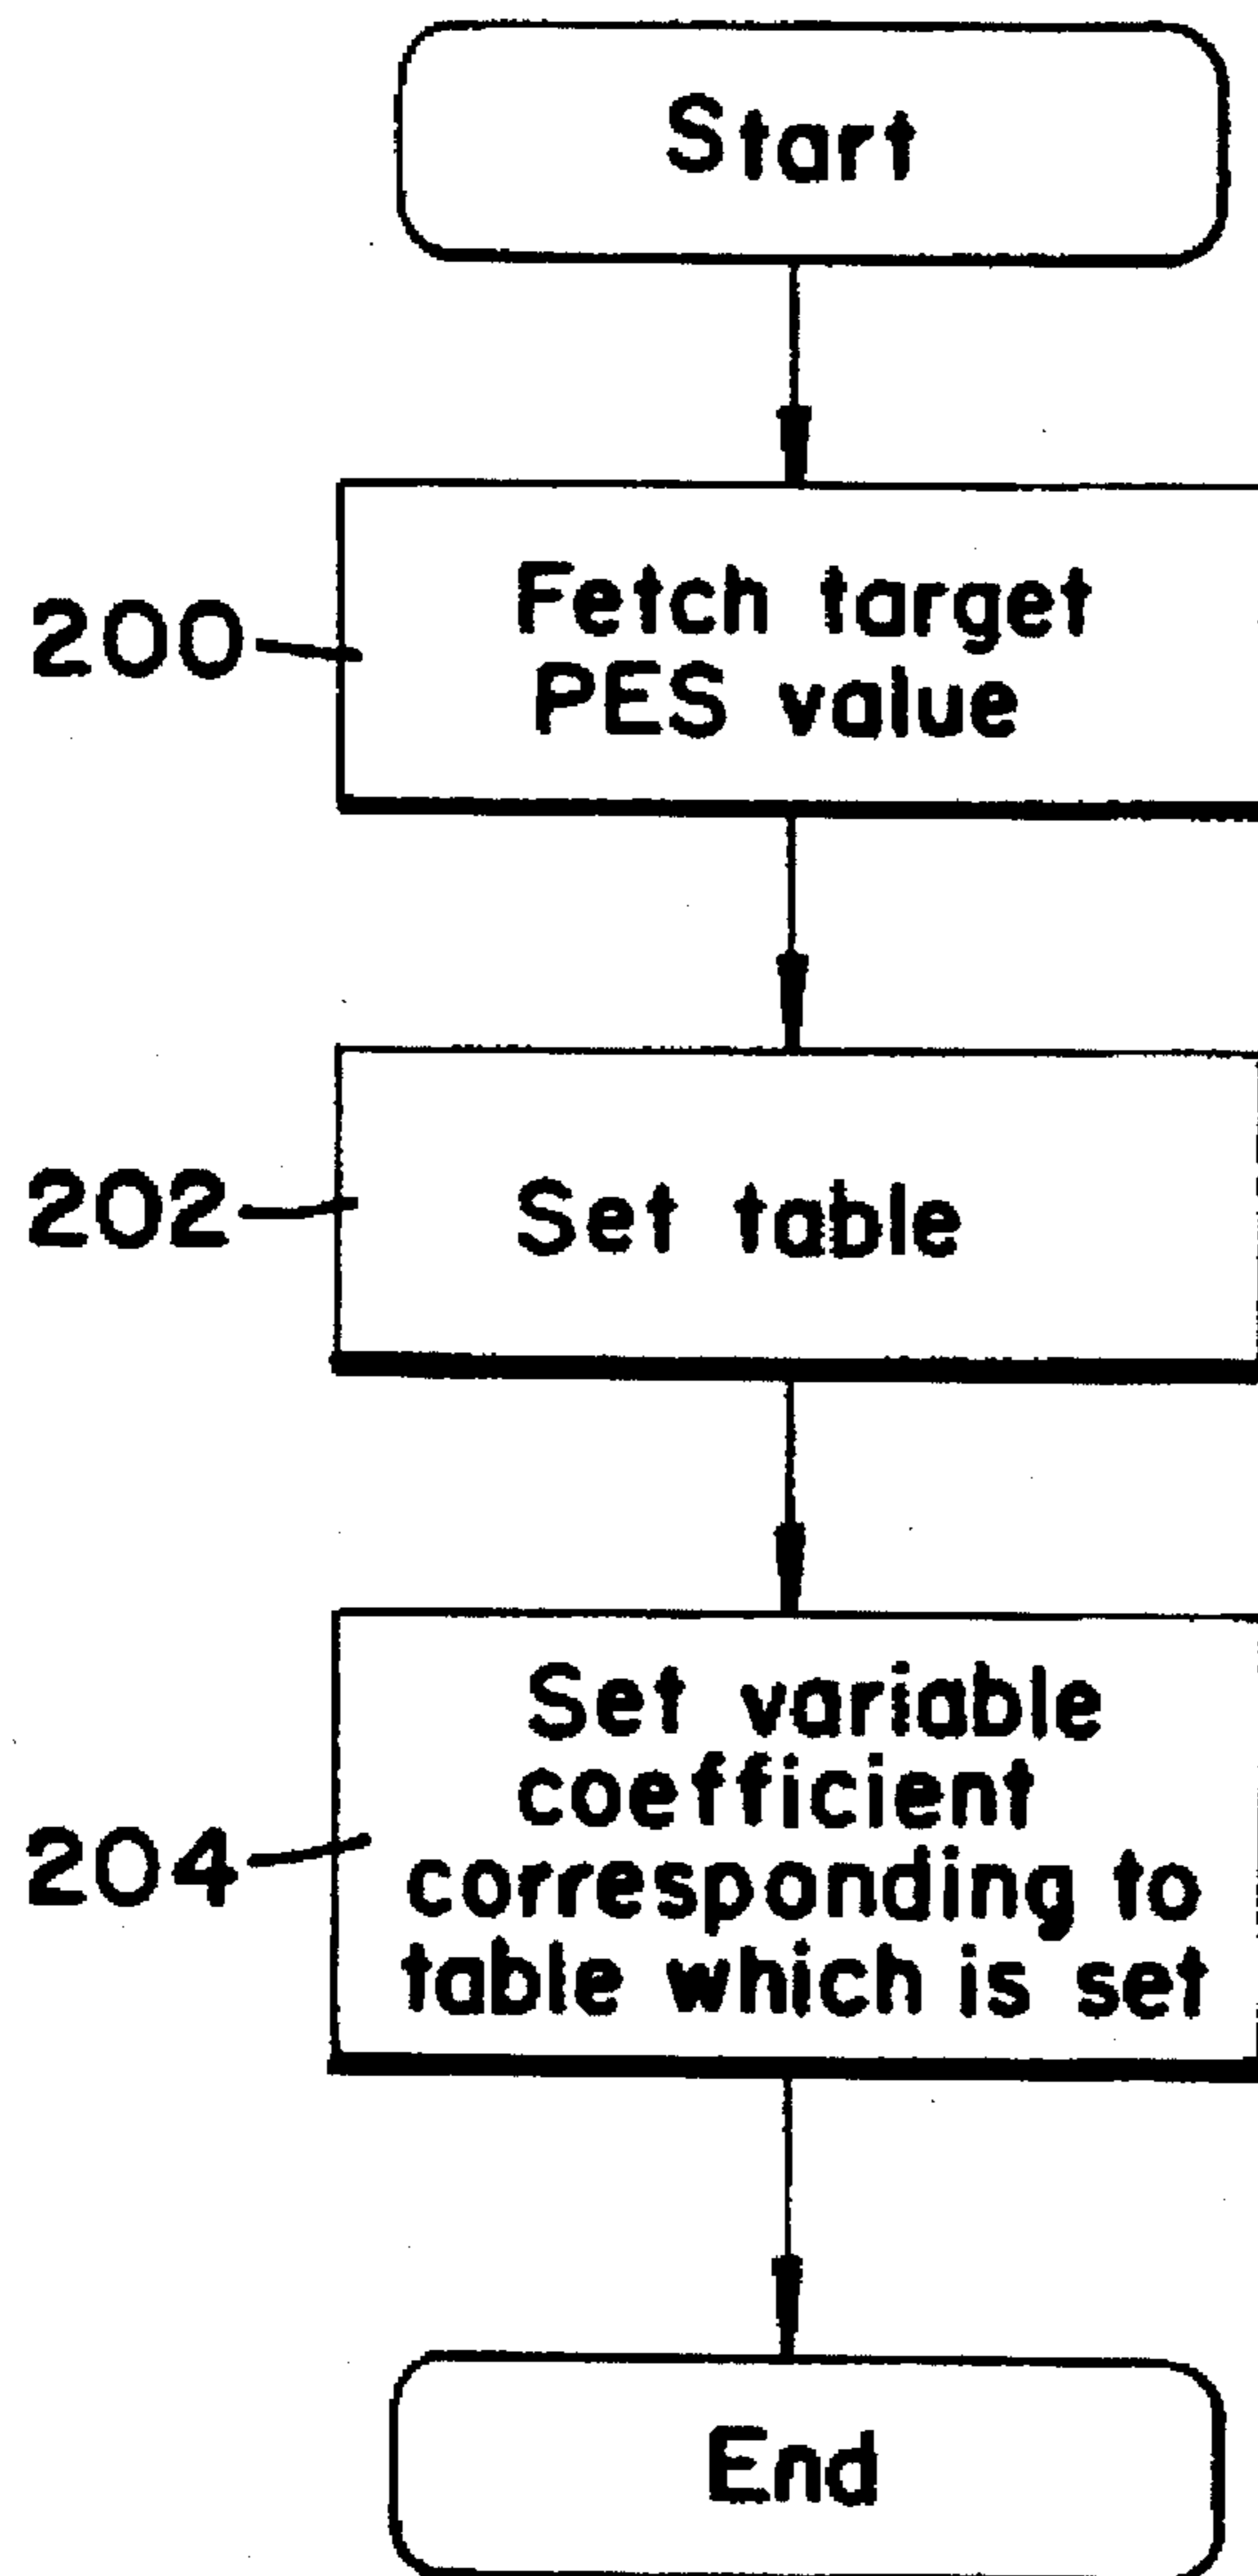 Start
200
Fetch target
PES value
202
Set table
204
Set variable
coefficient
corresponding to
table which is set
End